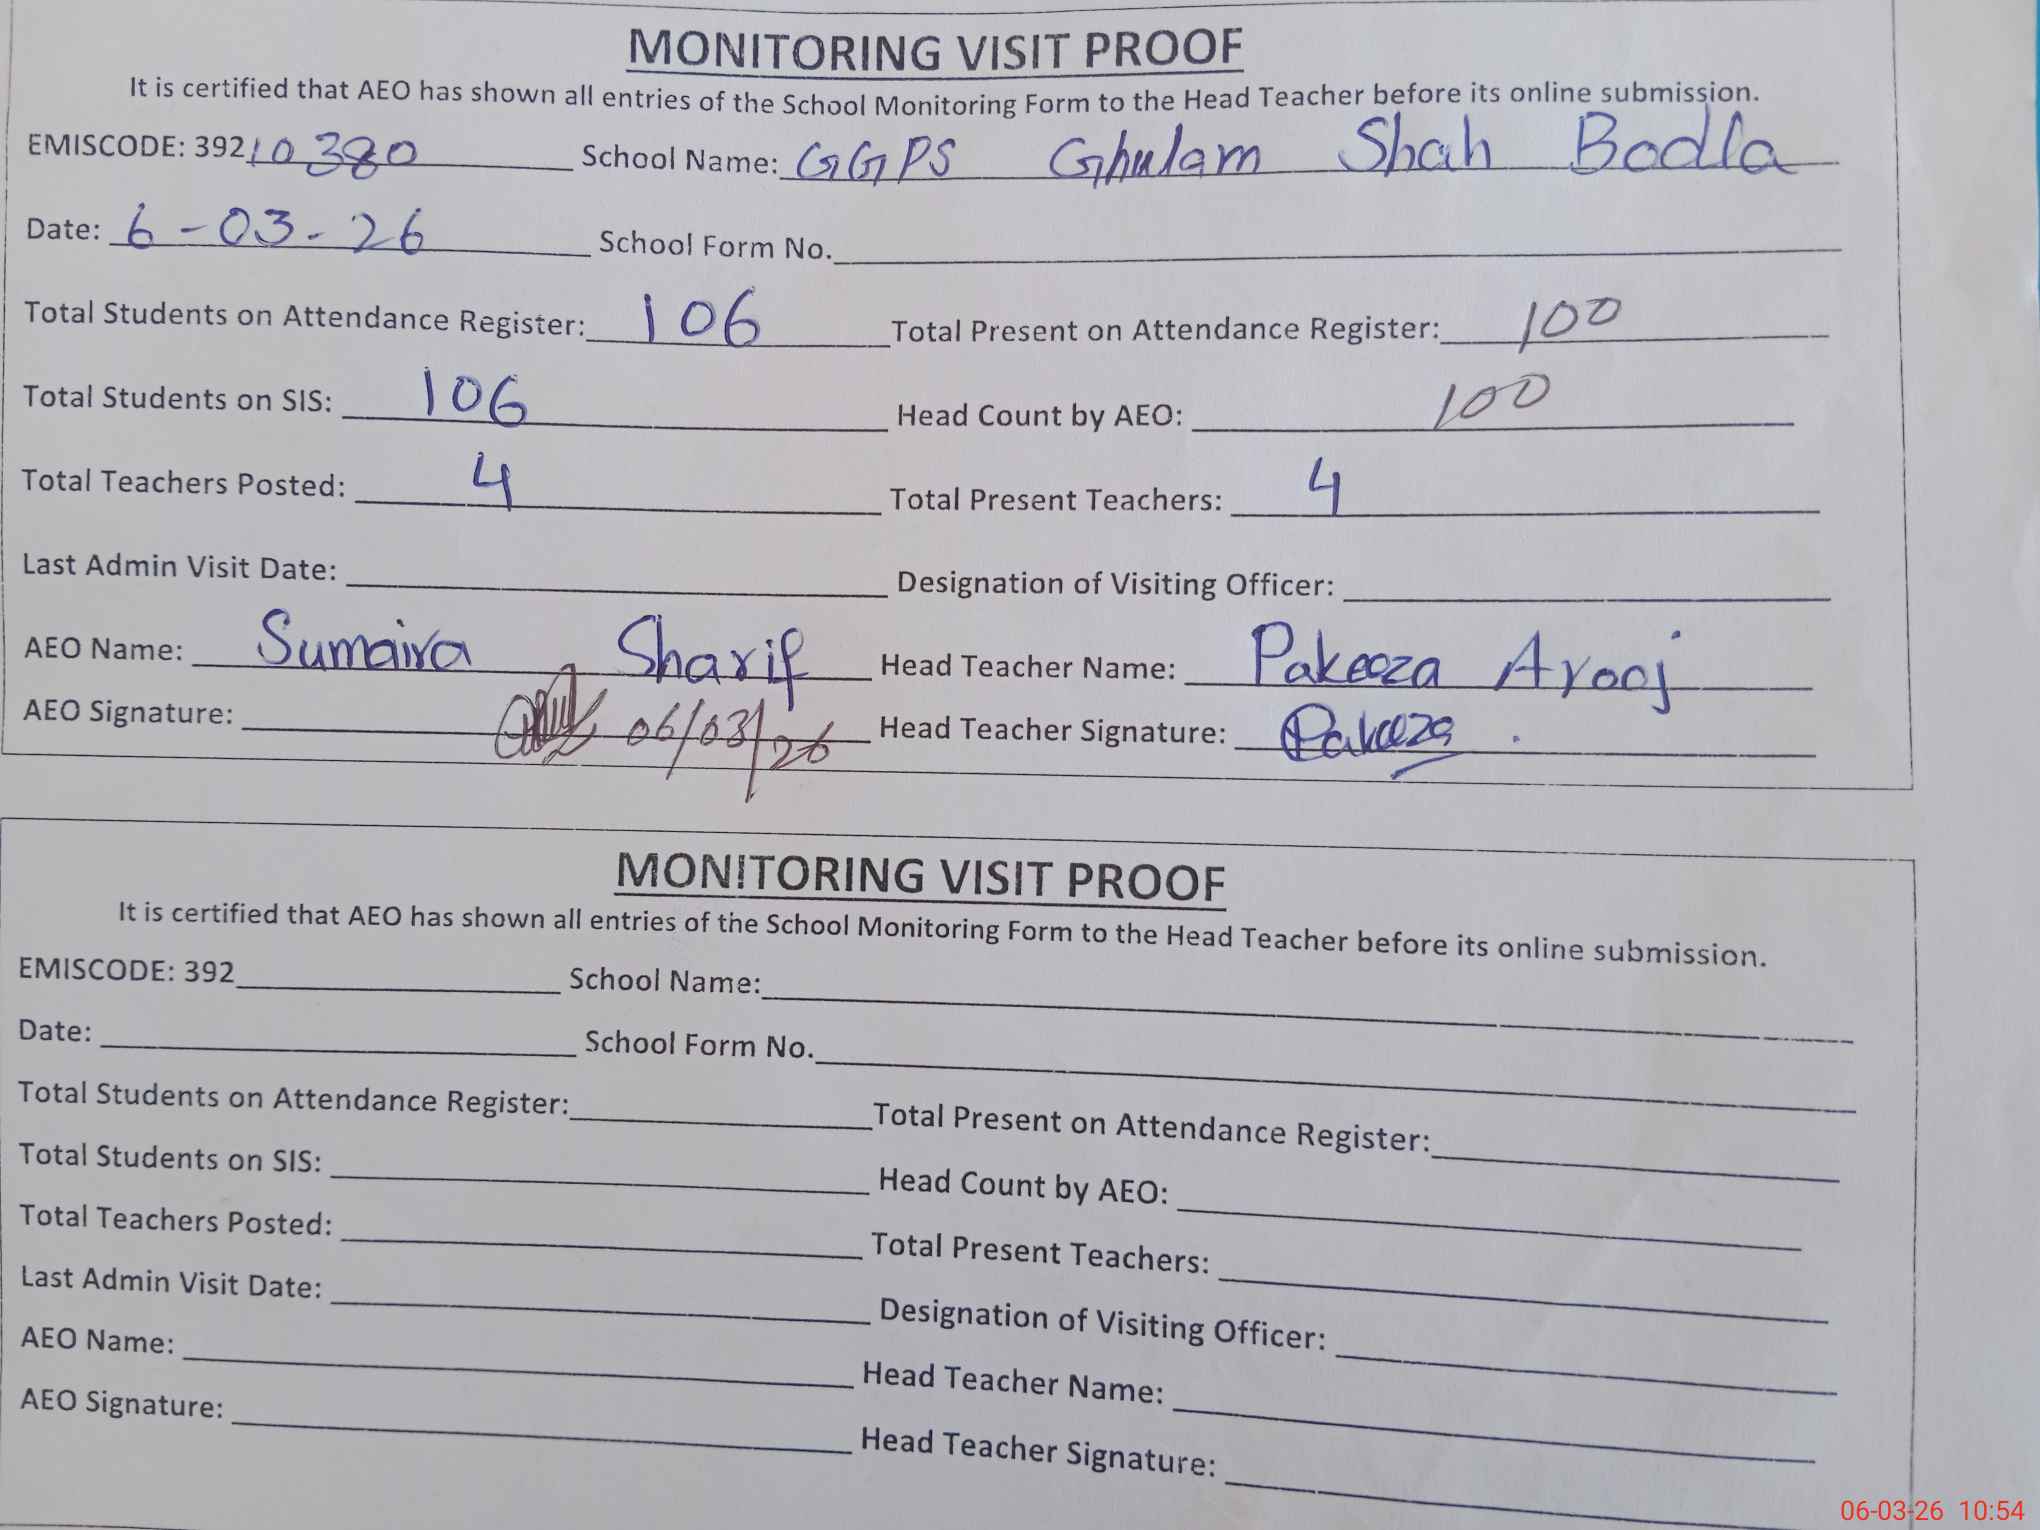 MONITORING VISIT PROOF
It is certified that AEO has shown all entries of the School Monitoring Form to the Head Teacher before its online submission.
EMISCODE: 39210380 School Name: GGPS Ghulam Shah Bodla
Date: 6-03-26 School Form No.
Total Students on Attendance Register: 106 Total Present on Attendance Register: 100
Total Students on SIS: 106 Head Count by AEO: 100
Total Teachers Posted: 4 Total Present Teachers: 4
Last Admin Visit Date: Designation of Visiting Officer:
AEO Name: Sumaira Sharif Head Teacher Name: Pakeeza Arooj
AEO Signature: 06/03/26 Head Teacher Signature: Pakeeza
MONITORING VISIT PROOF
It is certified that AEO has shown all entries of the School Monitoring Form to the Head Teacher before its online submission.
EMISCODE: 392 School Name:
Date: School Form No.
Total Students on Attendance Register: Total Present on Attendance Register:
Total Students on SIS: Head Count by AEO:
Total Teachers Posted: Total Present Teachers:
Last Admin Visit Date: Designation of Visiting Officer:
AEO Name: Head Teacher Name:
AEO Signature: Head Teacher Signature:
06-03-26 10:54